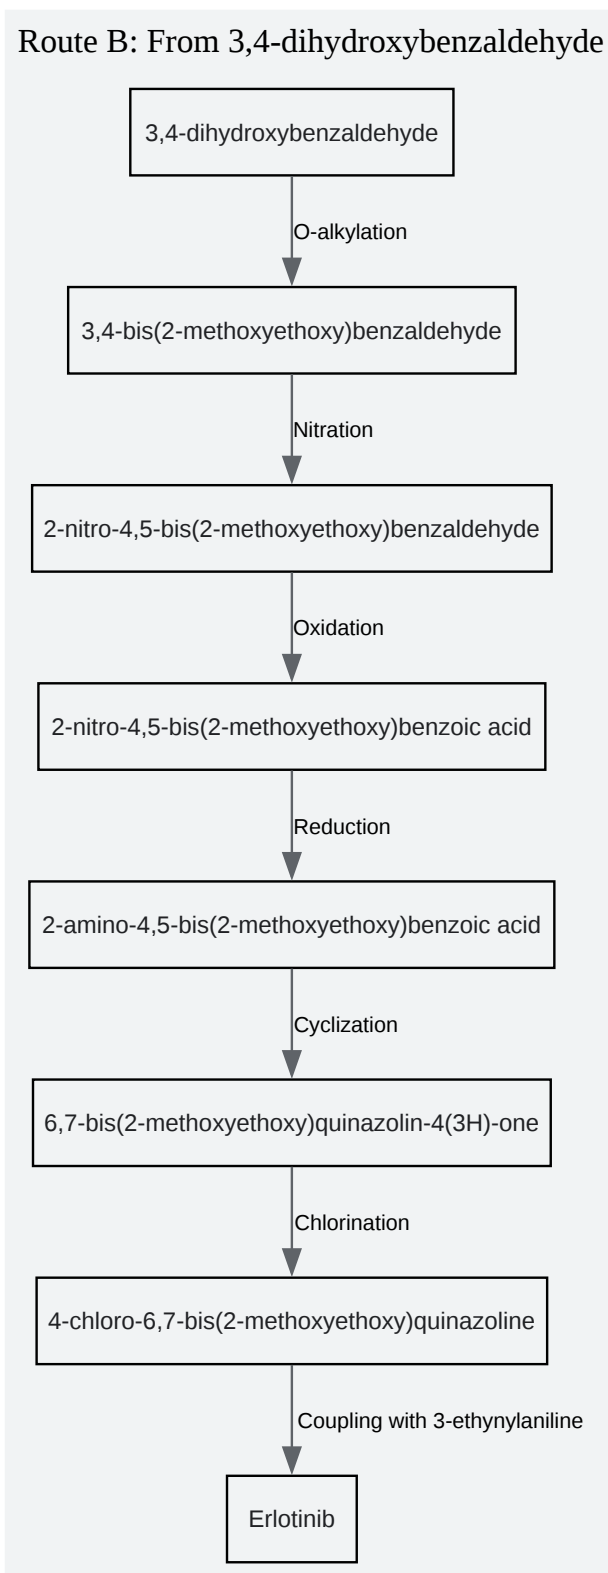 Route B: From 3,4-dihydroxybenzaldehyde
3,4-dihydroxybenzaldehyde
O-alkylation
3,4-bis(2-methoxyethoxy)benzaldehyde
Nitration
2-nitro-4,5-bis(2-methoxyethoxy)benzaldehyde
Oxidation
2-nitro-4,5-bis(2-methoxyethoxy)benzoic acid
Reduction
2-amino-4,5-bis(2-methoxyethoxy)benzoic acid
Cyclization
6,7-bis(2-methoxyethoxy)quinazolin-4(3H)-one
Chlorination
4-chloro-6,7-bis(2-methoxyethoxy)quinazoline
Coupling with 3-ethynylaniline
Erlotinib